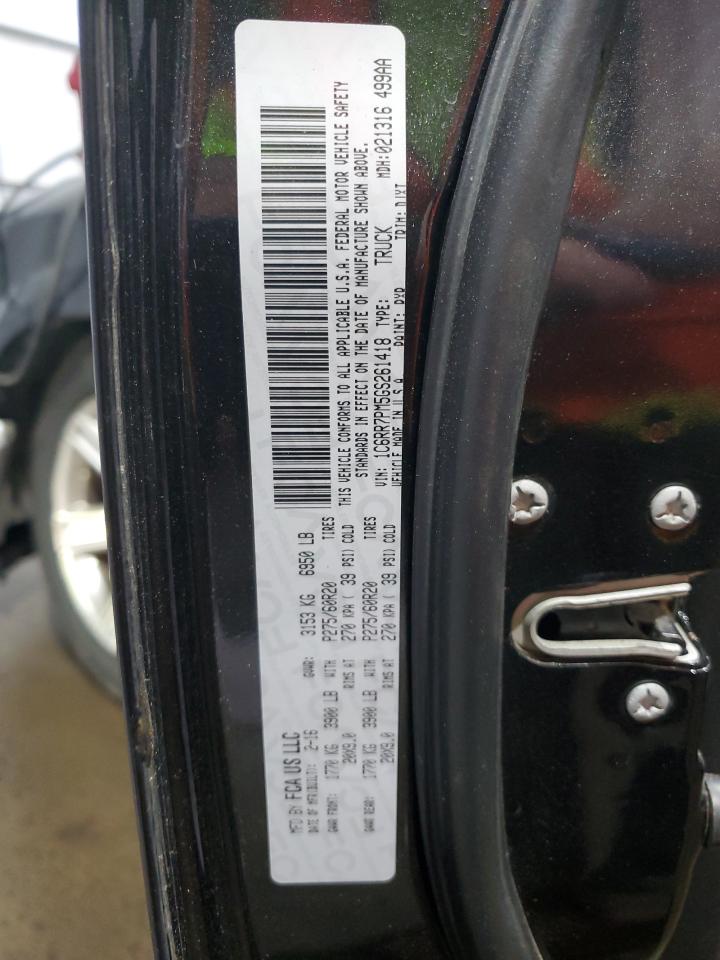 MFD BY FCA US LLC
DATE OF MFR(BUILT): 2-16 GVWR: 3153 KG 6950 LB
GAWR FRONT: 1770 KG 3900 LB WITH P275/60R20 TIRES
20X9.0 RIMS AT 270 KPA ( 39 PSI) COLD
GAWR REAR: 1770 KG 3900 LB WITH P275/60R20 TIRES
20X9.0 RIMS AT 270 KPA ( 39 PSI) COLD
THIS VEHICLE CONFORMS TO ALL APPLICABLE U.S.A. FEDERAL MOTOR VEHICLE SAFETY
STANDARDS IN EFFECT ON THE DATE OF MANUFACTURE SHOWN ABOVE.
VIN: 1C6RR7PM5GS261418 TYPE: TRUCK MDH:021316 499AA
VEHICLE MADE IN U.S.A PAINT: PXR TRIM: DJXT